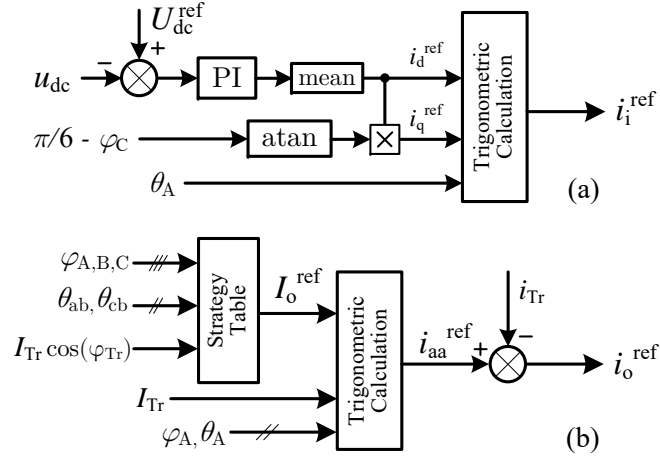 U_dc^ref
− +
u_dc PI mean i_d^ref
i_q^ref
Trigonometric
Calculation
i_i^ref
π/6 - φ_C atan ×
θ_A
(a)
φ_A,B,C
θ_ab, θ_cb
I_Tr cos(φ_Tr)
Strategy
Table
I_o^ref
Trigonometric
Calculation
i_Tr
−
i_aa^ref + i_o^ref
I_Tr
φ_A, θ_A
(b)